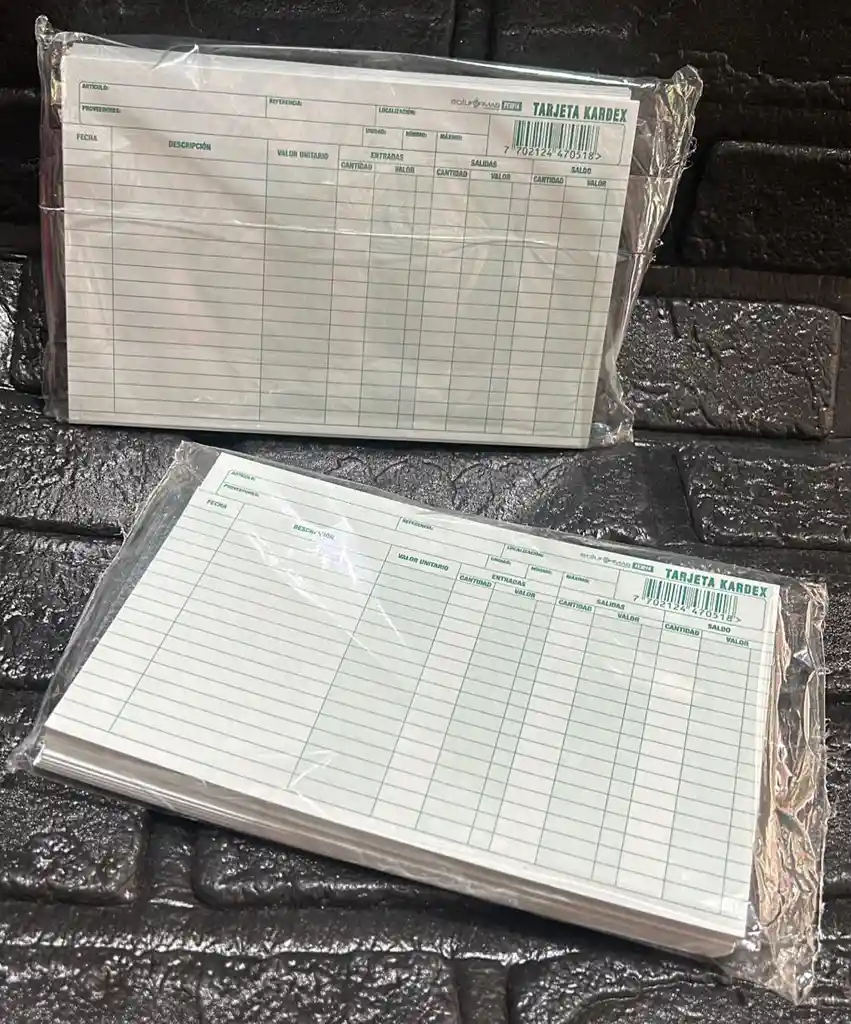 ARTICULO:
PROVEEDORES:
REFERENCIA:
LOCALIZACIÓN:
UNIDAD:
MÍNIMO:
MÁXIMO:
TARJETA KARDEX
7 702124 470518>
FECHA
DESCRIPCIÓN
VALOR UNITARIO
ENTRADAS
CANTIDAD VALOR
SALIDAS
CANTIDAD VALOR
SALDO
CANTIDAD VALOR
ARTICULO:
PROVEEDORES:
REFERENCIA:
LOCALIZACIÓN:
UNIDAD:
MÍNIMO:
MÁXIMO:
TARJETA KARDEX
7 702124 470518>
FECHA
DESCRIPCIÓN
VALOR UNITARIO
ENTRADAS
CANTIDAD VALOR
SALIDAS
CANTIDAD VALOR
SALDO
CANTIDAD VALOR